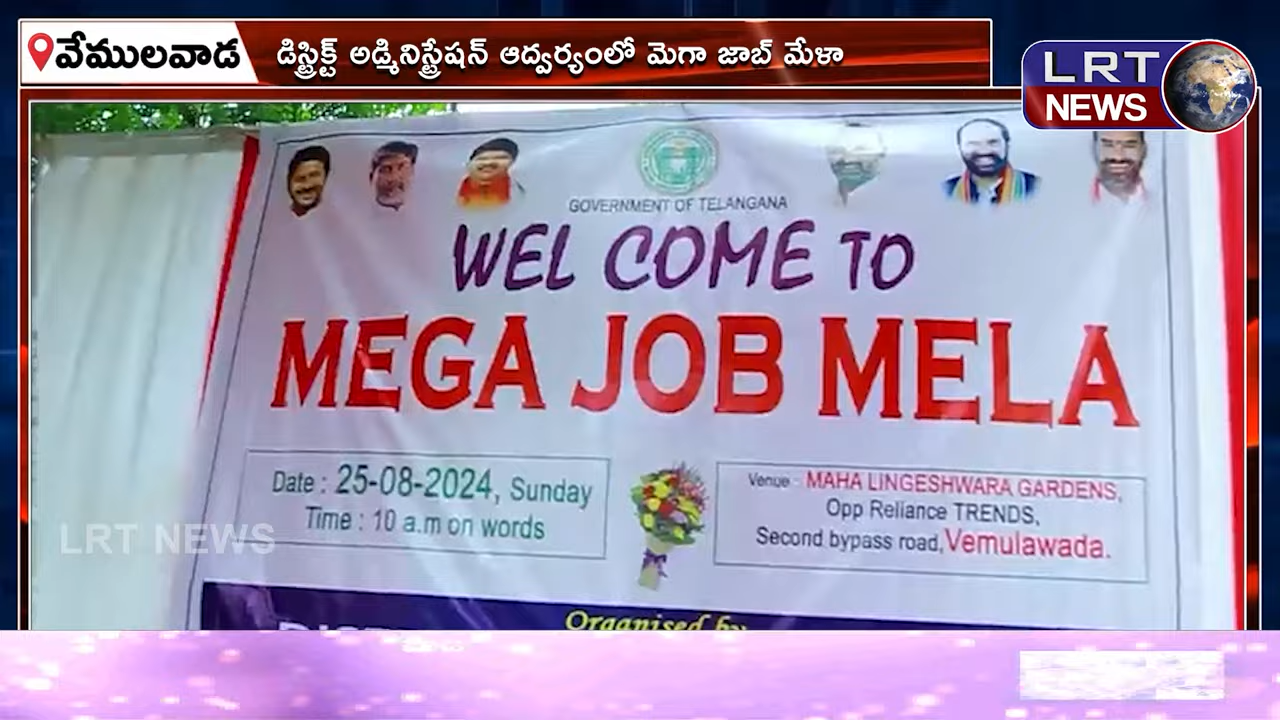 వేములవాడ
డిస్ట్రిక్ట్ అడ్మినిస్ట్రేషన్ ఆద్వర్యంలో మెగా జాబ్ మేళా
LRT
NEWS
GOVERNMENT OF TELANGANA
WEL COME TO
MEGA JOB MELA
Date : 25-08-2024, Sunday
Time : 10 a.m on words
Venue : MAHA LINGESHWARA GARDENS,
Opp Reliance TRENDS,
Second bypass road, Vemulawada.
LRT NEWS
Organised by